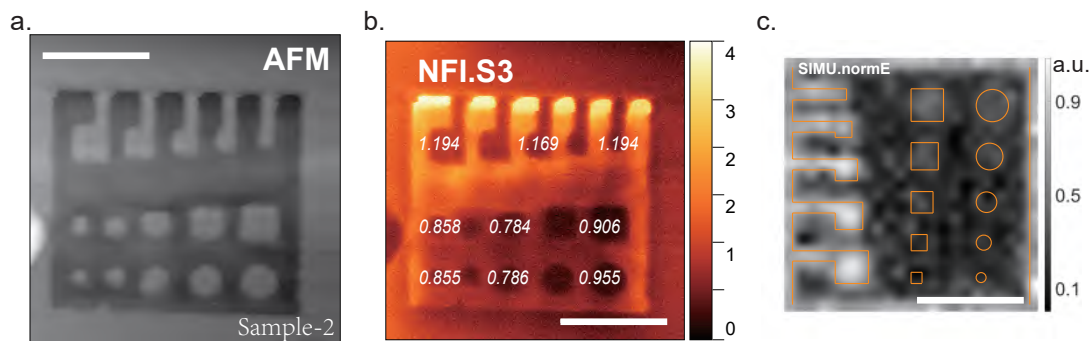 a.
AFM
Sample-2
b.
NFI.S3
1.194 1.169 1.194
0.858 0.784 0.906
0.855 0.786 0.955
4
3
2
2
1
0
c.
SIMU.normE
a.u.
0.9
0.5
0.1